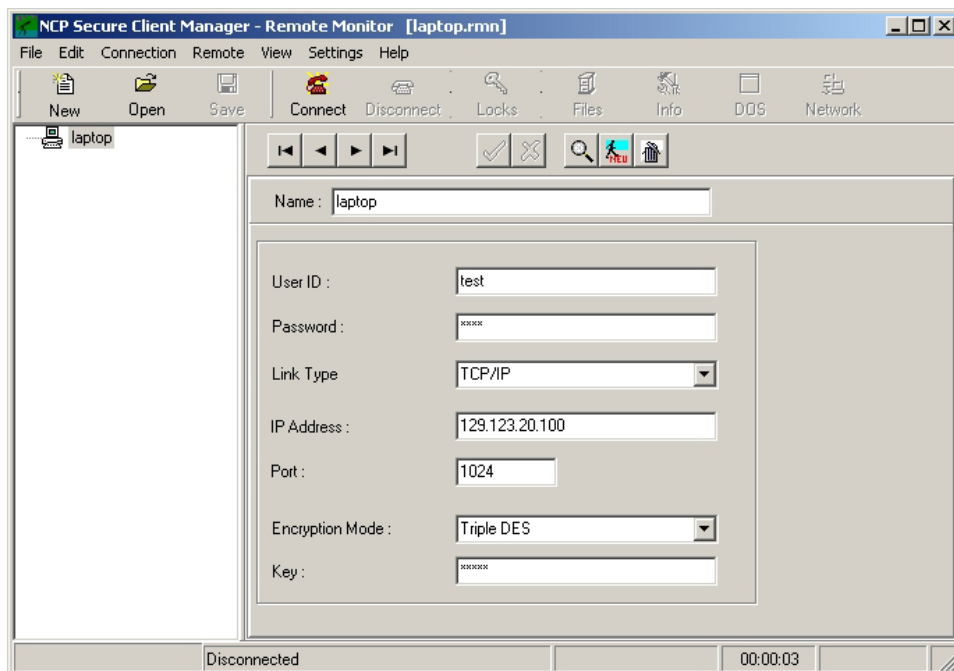 NCP Secure Client Manager - Remote Monitor [laptop.rmn]
File Edit Connection Remote View Settings Help
New Open Save Connect Disconnect Locks Files Info DOS Network
laptop
NEU
Name : laptop
User ID : test
Password : ****
Link Type TCP/IP
IP Address : 129.123.20.100
Port : 1024
Encryption Mode : Triple DES
Key : *****
Disconnected 00:00:03